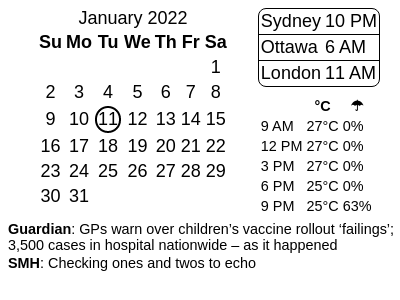 January 2022
Su Mo Tu We Th Fr Sa
1
2 3 4 5 6 7 8
9 10 11 12 13 14 15
16 17 18 19 20 21 22
23 24 25 26 27 28 29
30 31
Sydney 10 PM
Ottawa 6 AM
London 11 AM
°C ☂
9 AM 27°C 0%
12 PM 27°C 0%
3 PM 27°C 0%
6 PM 25°C 0%
9 PM 25°C 63%
Guardian: GPs warn over children’s vaccine rollout ‘failings’;
3,500 cases in hospital nationwide – as it happened
SMH: Checking ones and twos to echo